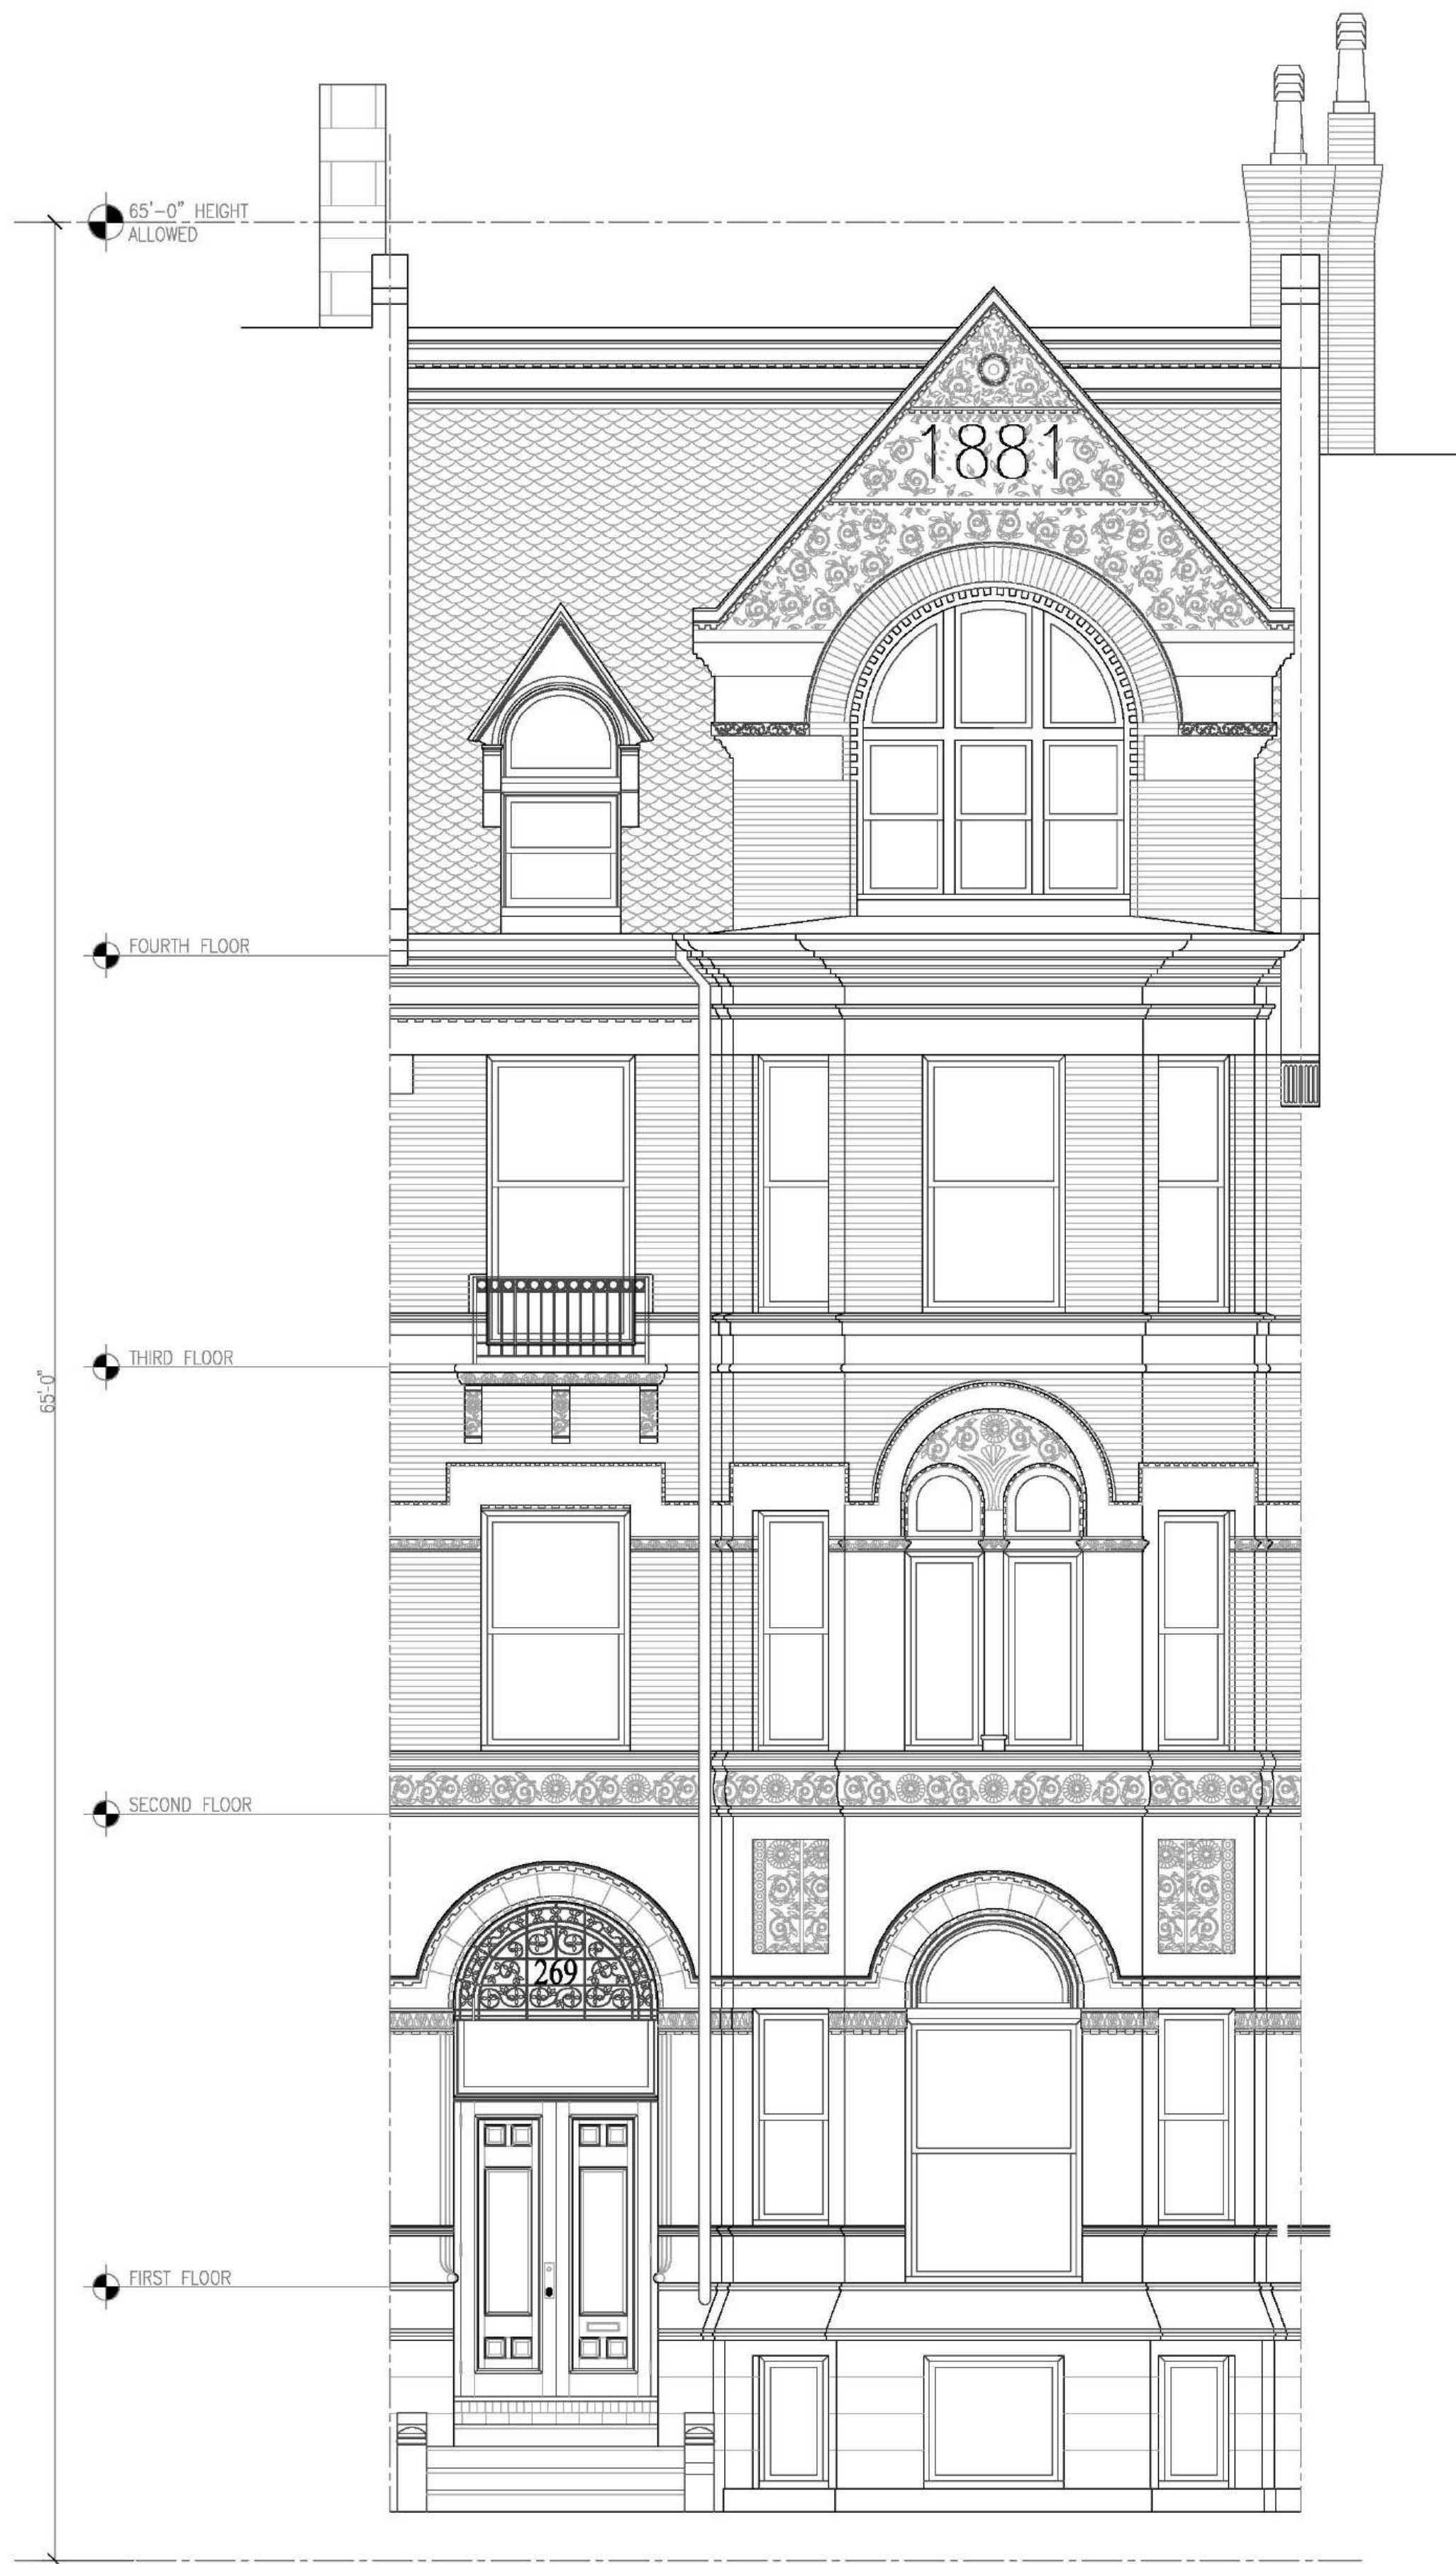 65'-0" HEIGHT
ALLOWED
1881
FOURTH FLOOR
THIRD FLOOR
65'-0"
SECOND FLOOR
269
FIRST FLOOR